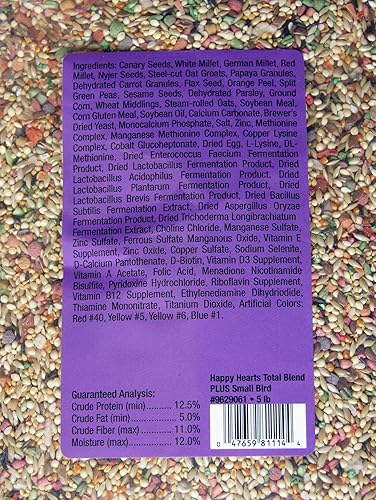 Ingredients: Canary Seeds, White Millet, German Millet, Red
Millet, Nyjer Seeds, Steel-cut Oat Groats, Papaya Granules,
Dehydrated Carrot Granules, Flax Seed, Orange Peel, Split
Green Peas, Sesame Seeds, Dehydrated Parsley, Ground
Corn, Wheat Middlings, Steam-rolled Oats, Soybean Meal,
Corn Gluten Meal, Soybean Oil, Calcium Carbonate, Brewer's
Dried Yeast, Monocalcium Phosphate, Salt, Zinc, Methionine
Complex, Manganese Methionine Complex, Copper Lysine
Complex, Cobalt Glucoheptonate, Dried Egg, L-Lysine, DL-
Methionine, Dried Enterococcus Faecium Fermentation
Product, Dried Lactobacillus Fermentation Product, Dried
Lactobacillus Acidophilus Fermentation Product, Dried
Lactobacillus Plantarum Fermentation Product, Dried
Lactobacillus Brevis Fermentation Product, Dried Bacillus
Subtilis Fermentation Extract, Dried Aspergillus Oryzae
Fermentation Product, Dried Trichoderma Longibrachiatum
Fermentation Extract, Choline Chloride, Manganese Sulfate,
Zinc Sulfate, Ferrous Sulfate Manganous Oxide, Vitamin E
Supplement, Zinc Oxide, Copper Sulfate, Sodium Selenite,
D-Calcium Pantothenate, D-Biotin, Vitamin D3 Supplement,
Vitamin A Acetate, Folic Acid, Menadione Nicotinamide
Bisulfite, Pyridoxine Hydrochloride, Riboflavin Supplement,
Vitamin B12 Supplement, Ethylenediamine Dihydriodide,
Thiamine Mononitrate, Titanium Dioxide, Artificial Colors:
Red #40, Yellow #5, Yellow #6, Blue #1.
Happy Hearts Total Blend
PLUS Small Bird
#9629061 • 5 lb
Guaranteed Analysis:
Crude Protein (min).......... 12.5%
Crude Fat (min)................ 5.0%
Crude Fiber (max)........... 11.0%
Moisture (max)............... 12.0%
0 47659 81114 4